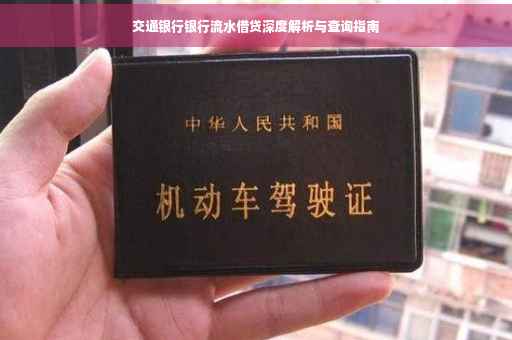 交通银行银行流水借贷深度解析与查询指南
中华人民共和国
机动车驾驶证